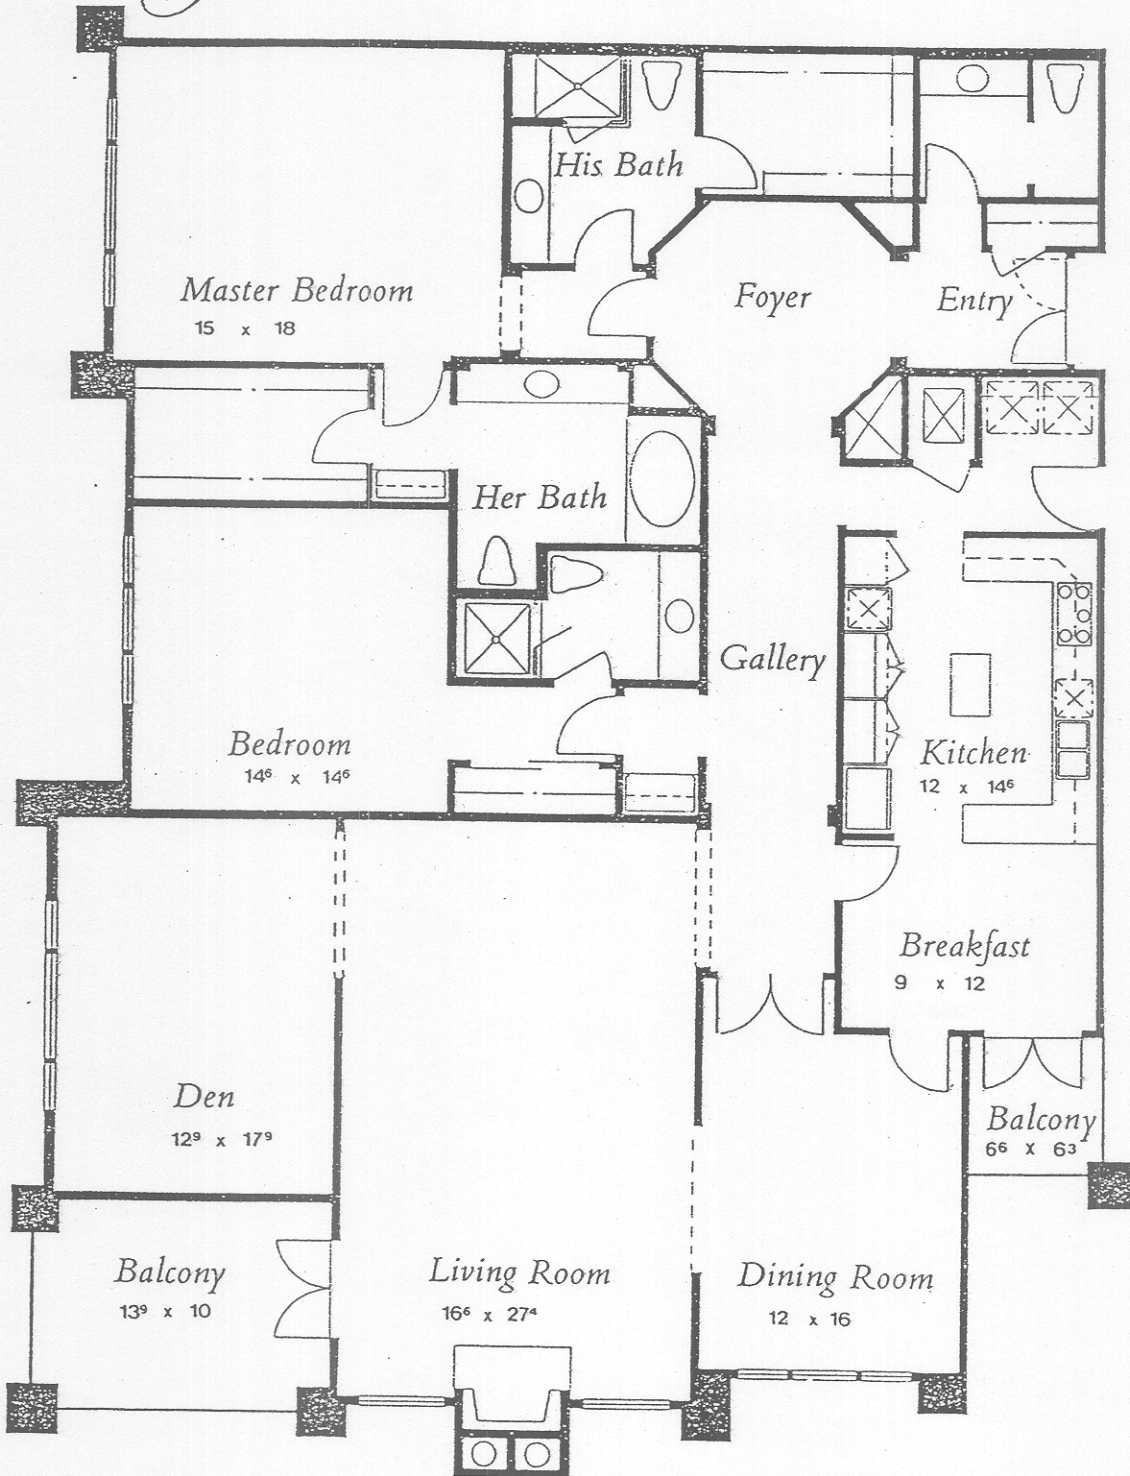 His Bath
Master Bedroom
15 x 18
Foyer
Entry
Her Bath
Gallery
Bedroom
14⁶ x 14⁶
Kitchen
12 x 14⁶
Breakfast
9 x 12
Den
12⁹ x 17⁹
Balcony
6⁶ x 6³
Balcony
13⁹ x 10
Living Room
16⁶ x 27⁴
Dining Room
12 x 16